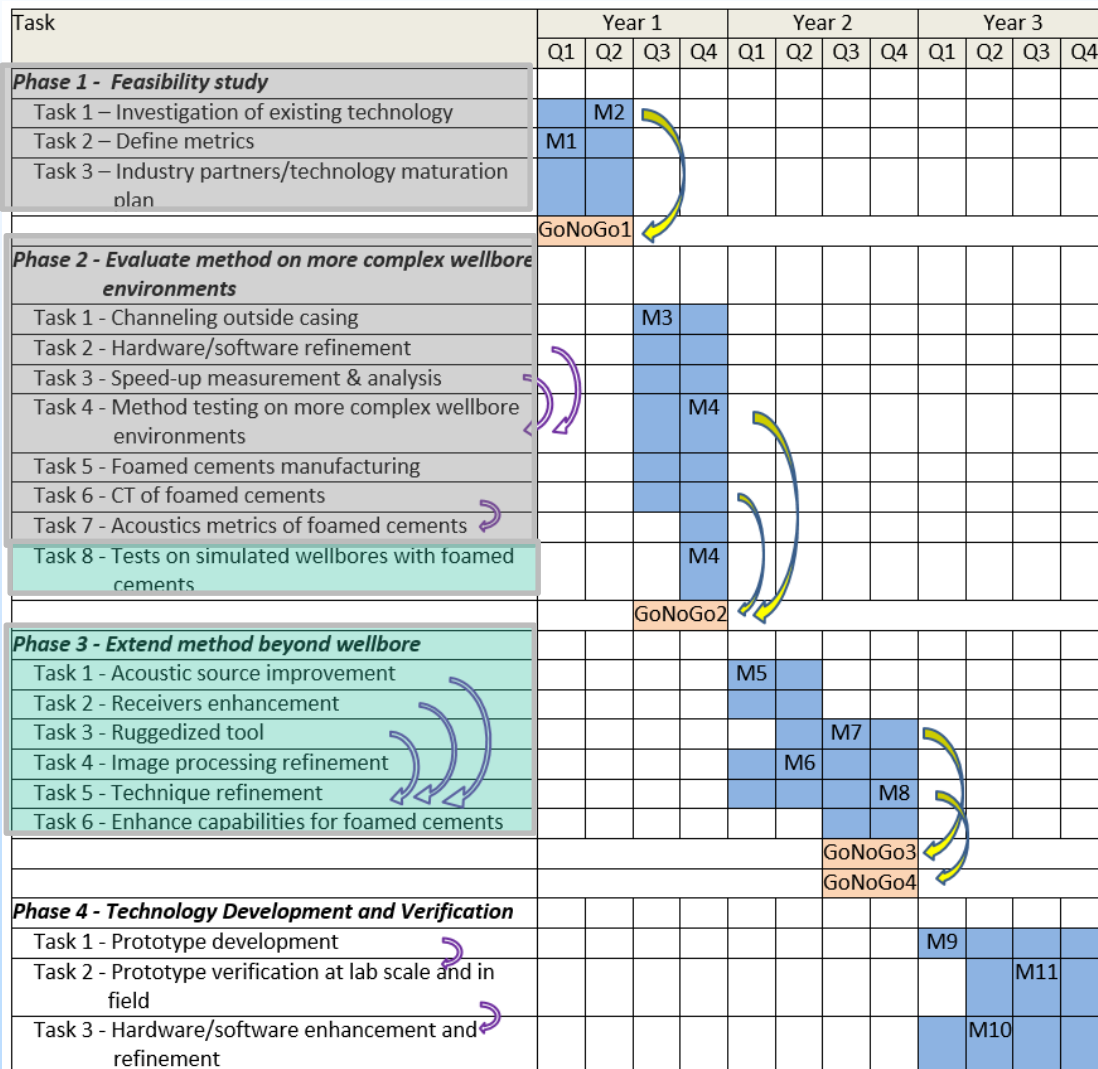 Task Year 1 Year 2 Year 3
Q1 Q2 Q3 Q4 Q1 Q2 Q3 Q4 Q1 Q2 Q3 Q4
Phase 1 - Feasibility study
Task 1 – Investigation of existing technology M2
Task 2 – Define metrics M1
Task 3 – Industry partners/technology maturation
plan
GoNoGo1
Phase 2 - Evaluate method on more complex wellbore
environments
Task 1 - Channeling outside casing M3
Task 2 - Hardware/software refinement
Task 3 - Speed-up measurement & analysis
Task 4 - Method testing on more complex wellbore M4
environments
Task 5 - Foamed cements manufacturing
Task 6 - CT of foamed cements
Task 7 - Acoustics metrics of foamed cements
Task 8 - Tests on simulated wellbores with foamed M4
cements
GoNoGo2
Phase 3 - Extend method beyond wellbore
Task 1 - Acoustic source improvement M5
Task 2 - Receivers enhancement
Task 3 - Ruggedized tool M7
Task 4 - Image processing refinement M6
Task 5 - Technique refinement M8
Task 6 - Enhance capabilities for foamed cements
GoNoGo3
GoNoGo4
Phase 4 - Technology Development and Verification
Task 1 - Prototype development M9
Task 2 - Prototype verification at lab scale and in M11
field
Task 3 - Hardware/software enhancement and M10
refinement